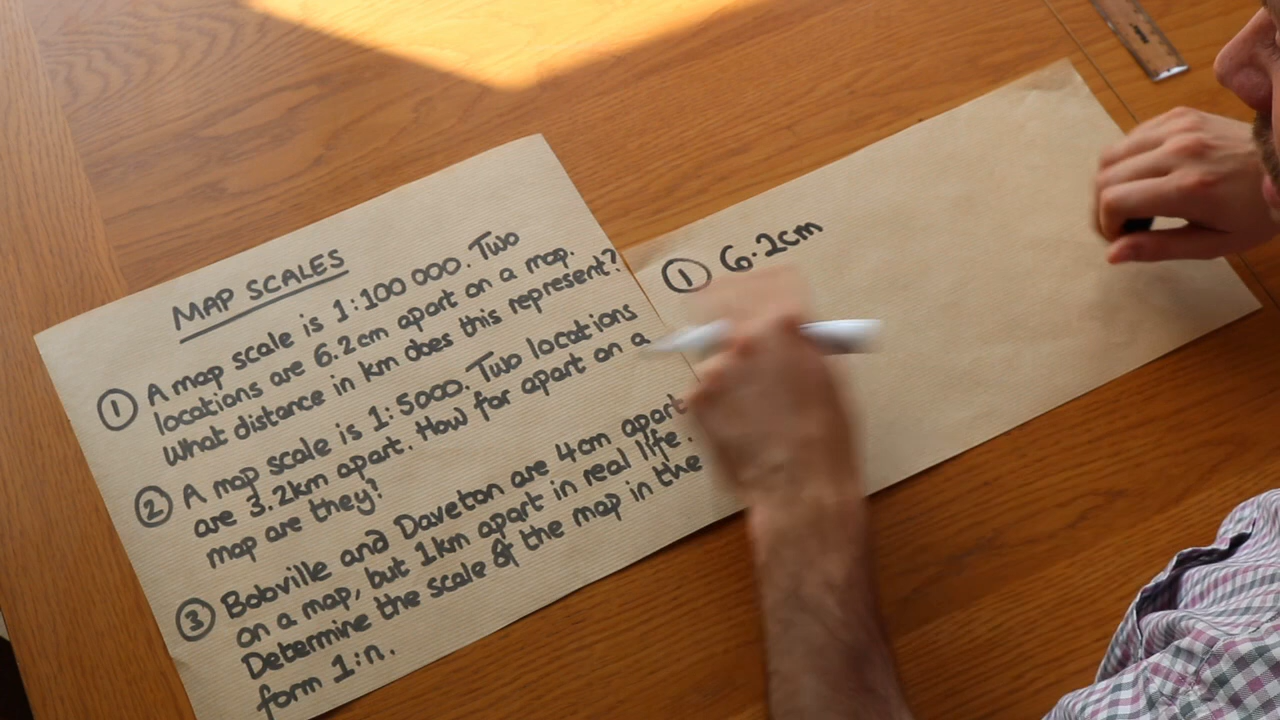 MAP SCALES
① A map scale is 1:100 000. Two
locations are 6.2cm apart on a map.
What distance in km does this represent?
② A map scale is 1:5000. Two locations
are 3.2km apart. How far apart on a
map are they?
③ Bobville and Daveton are 4cm apart
on a map, but 1km apart in real life.
Determine the scale of the map in the
form 1:n.
① 6.2cm